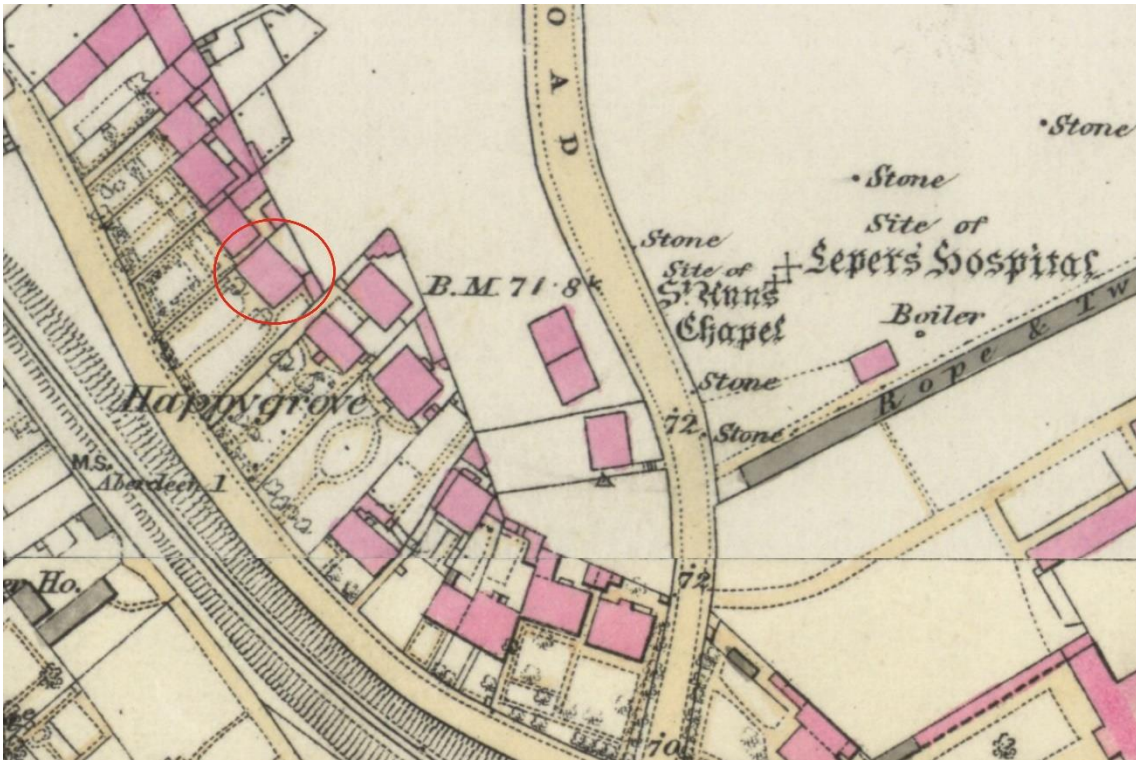 OAD
Stone
Stone
Site of
Lepers Hospital
Stone
Site of
St. Ann's
Chapel
B.M. 71·8
Boiler
Rope & Tw
Stone
72. Stone
Happygrove
M.S.
Aberdeen 1
72
Ho.
70